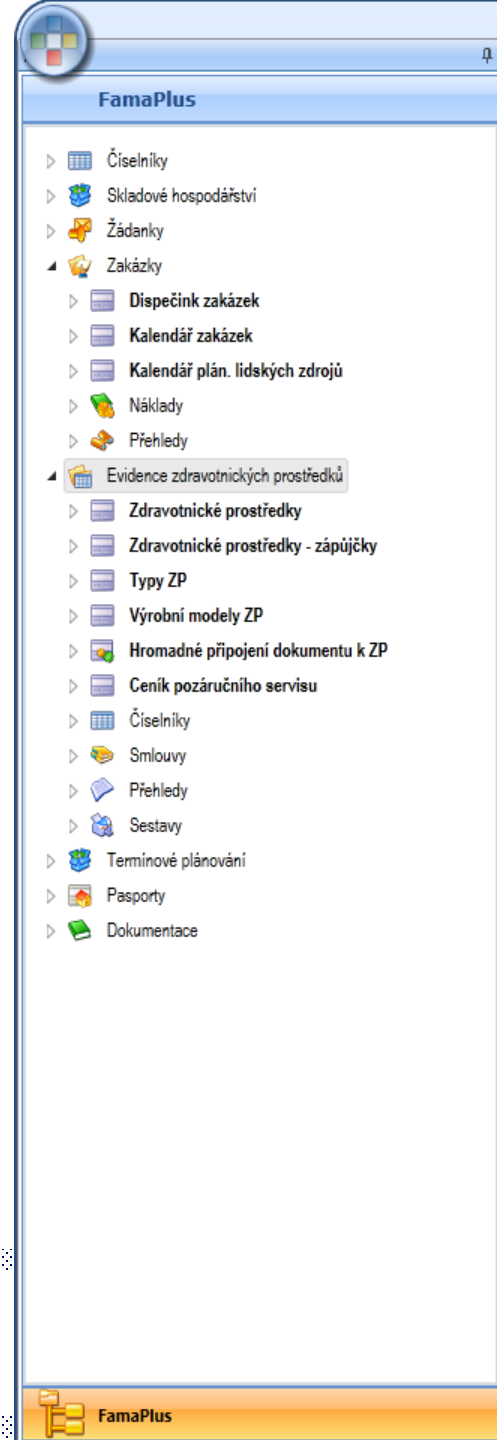 FamaPlus
Číselníky
Skladové hospodářství
Žádanky
Zakázky
Dispečink zakázek
Kalendář zakázek
Kalendář plán. lidských zdrojů
Náklady
Přehledy
Evidence zdravotnických prostředků
Zdravotnické prostředky
Zdravotnické prostředky - zápůjčky
Typy ZP
Výrobní modely ZP
Hromadné připojení dokumentu k ZP
Ceník pozáručního servisu
Číselníky
Smlouvy
Přehledy
Sestavy
Termínové plánování
Pasporty
Dokumentace
FamaPlus